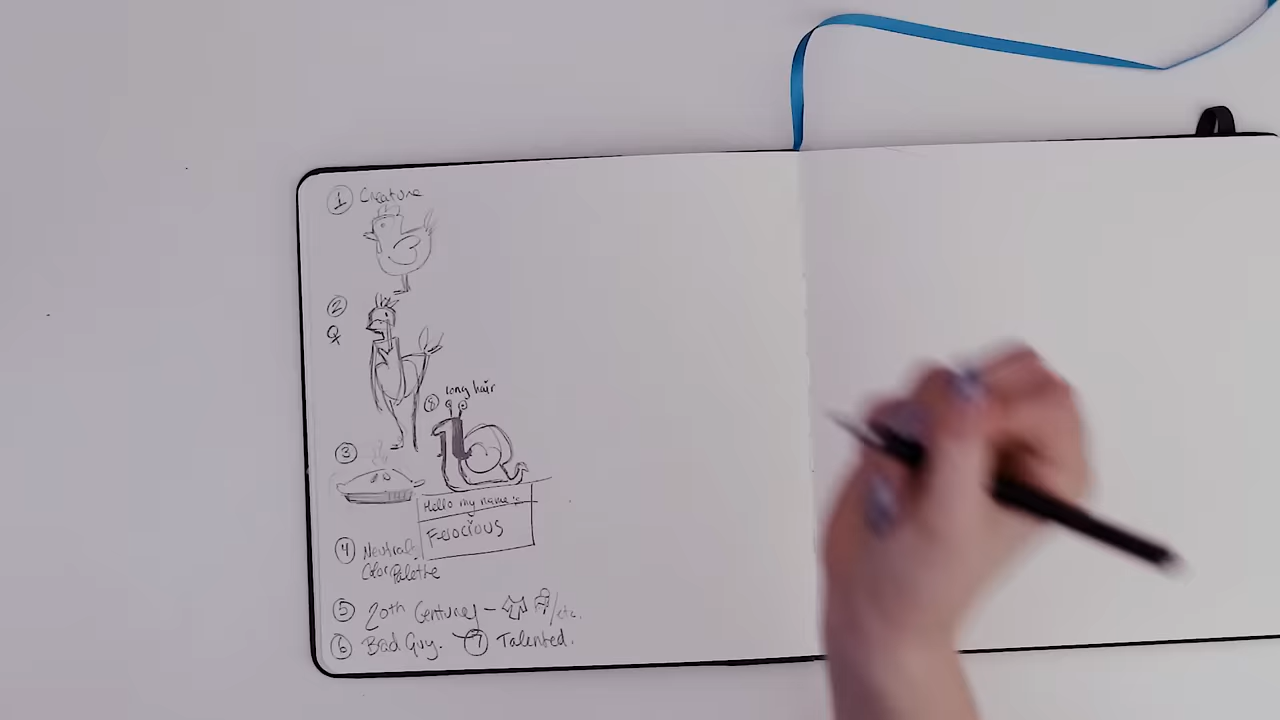 1 Creature
2
♀
8 long hair
3
Hello my name is
Ferocious
4 Neutral
Color Palette
5 20th Century - /etc.
6 Bad Guy. 7 Talented.